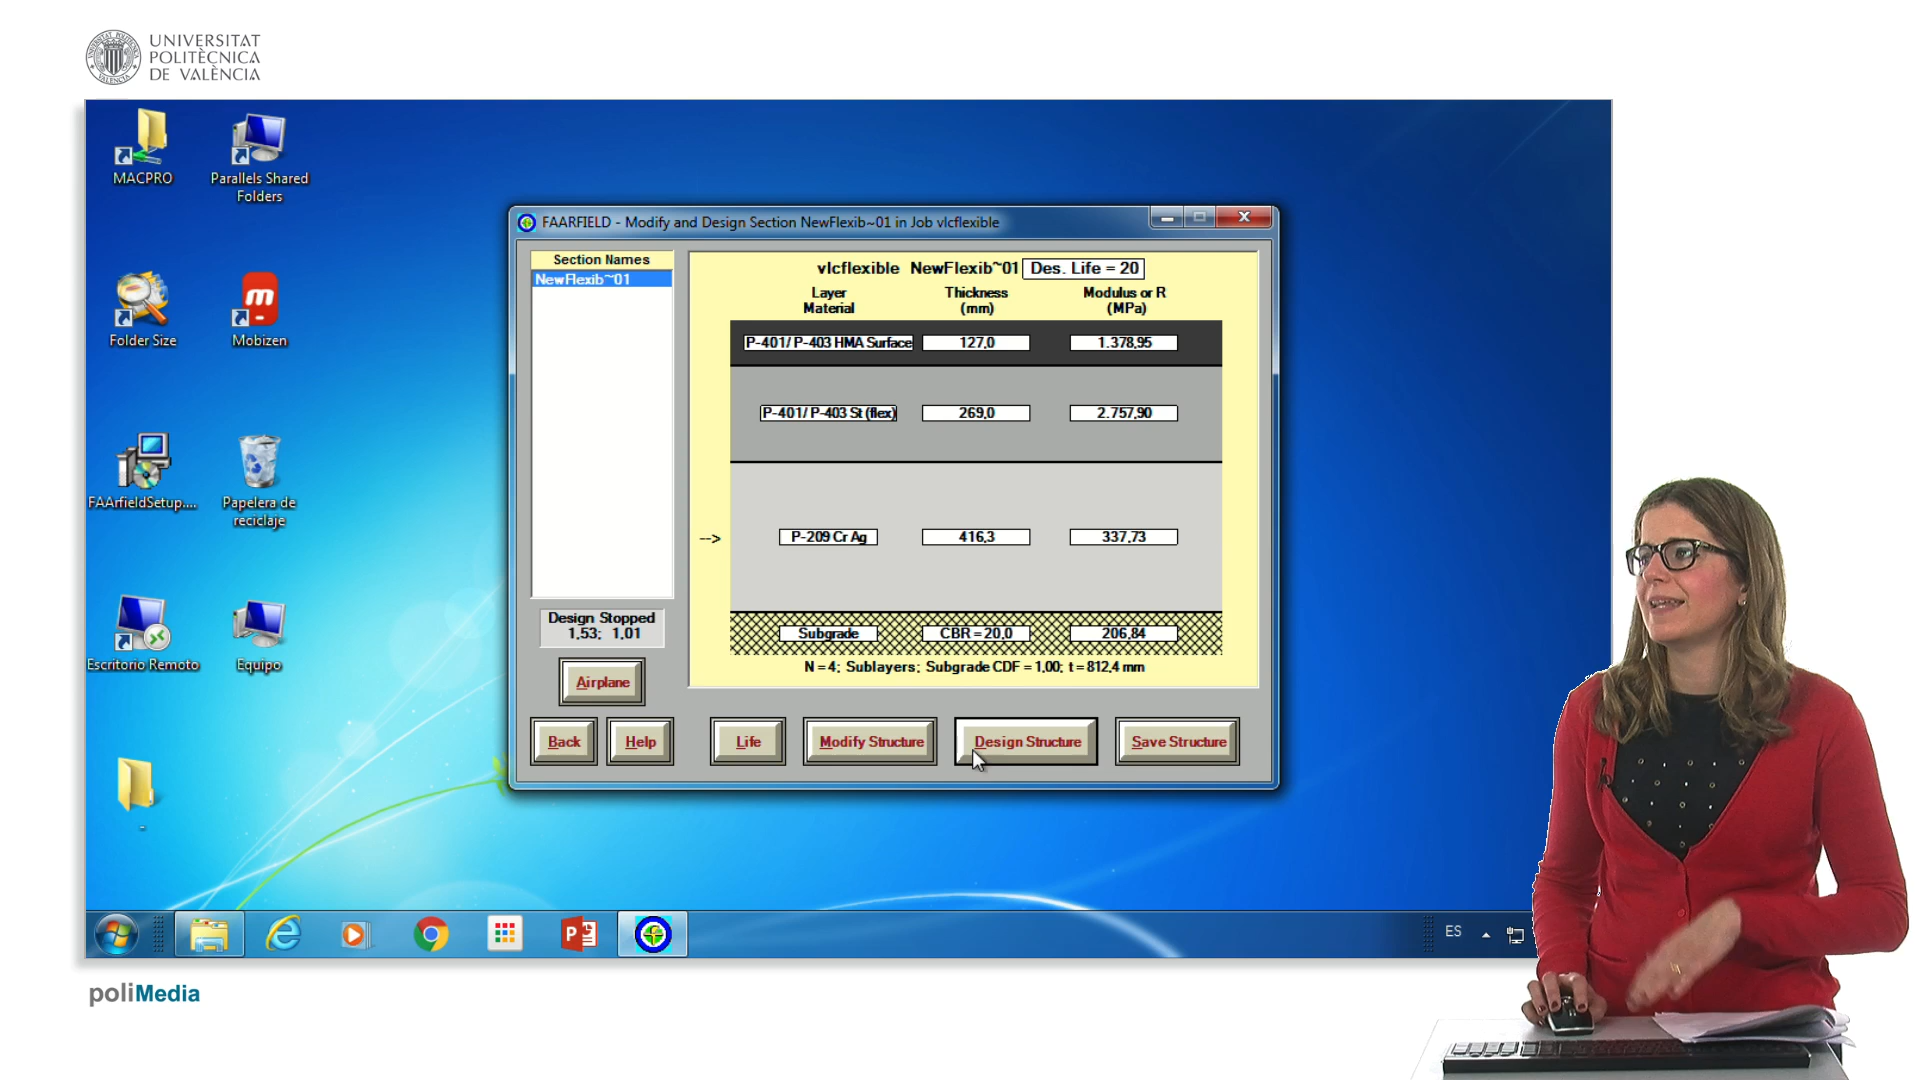 UNIVERSITAT
POLITÈCNICA
DE VALÈNCIA
MACPRO
Parallels Shared
Folders
Folder Size
Mobizen
FAArfieldSetup....
Papelera de
reciclaje
Escritorio Remoto
Equipo
-
FAARFIELD - Modify and Design Section NewFlexib~01 in Job vlcflexible
Section Names
NewFlexib~01
vlcflexible NewFlexib~01 Des. Life = 20
Layer
Material
Thickness
(mm)
Modulus or R
(MPa)
P-401/ P-403 HMA Surface 127,0 1.378,95
P-401/ P-403 St (flex) 269,0 2.757,90
--> P-209 Cr Ag 416,3 337,73
Subgrade CBR = 20,0 206,84
N = 4; Sublayers; Subgrade CDF = 1,00; t = 812,4 mm
Design Stopped
1,53; 1,01
Airplane
Back Help Life Modify Structure Design Structure Save Structure
ES
poliMedia